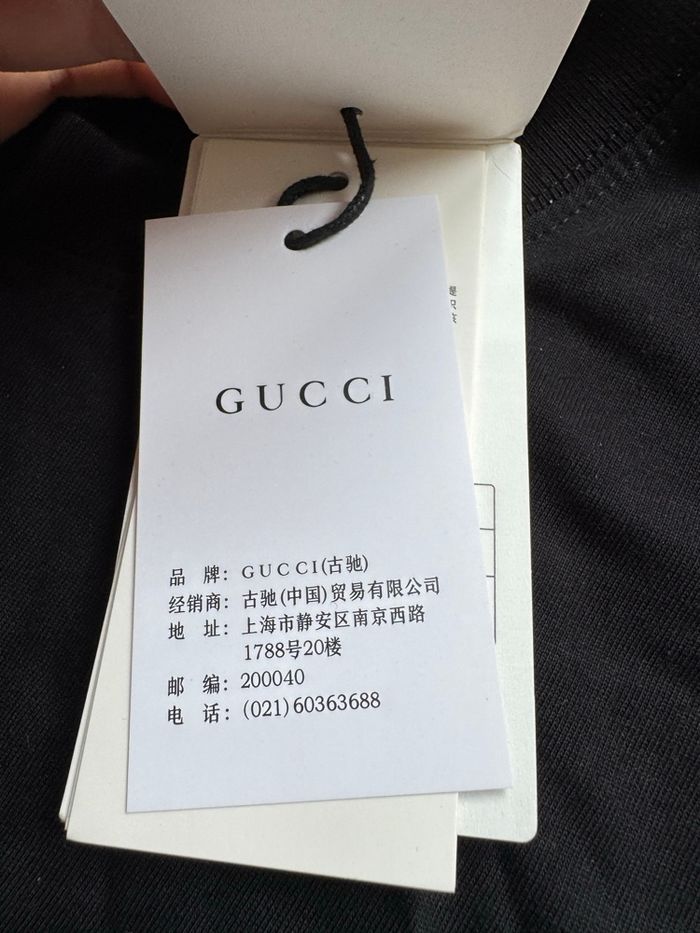 GUCCI
品 牌: GUCCI(古驰)
经销商: 古驰(中国)贸易有限公司
地 址: 上海市静安区南京西路
1788号20楼
邮 编: 200040
电 话: (021)60363688